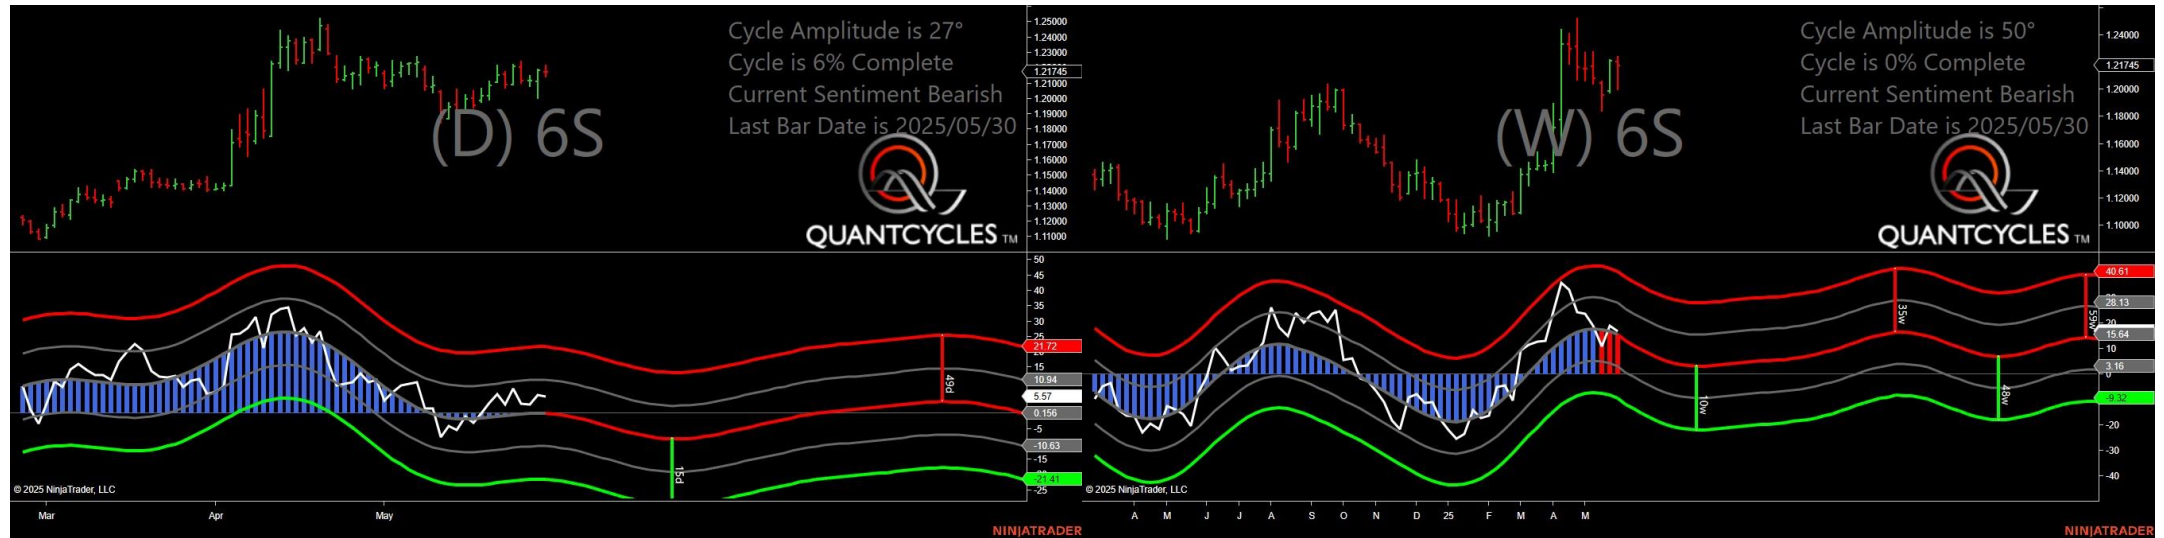 Cycle Amplitude is 27°
Cycle is 6% Complete
Current Sentiment Bearish
Last Bar Date is 2025/05/30
(D) 6S
QUANTCYCLES TM
1.25000
1.24000
1.23000
1.21745
1.20000
1.19000
1.18000
1.17000
1.16000
1.15000
1.14000
1.13000
1.12000
1.11000
50
45
40
35
30
25
21.72
15
10.94
5.57
0.156
-5
-10.63
-15
-21.41
-25
49d
15d
© 2025 NinjaTrader, LLC
Mar
Apr
May
NINJATRADER
Cycle Amplitude is 50°
Cycle is 0% Complete
Current Sentiment Bearish
Last Bar Date is 2025/05/30
(W) 6S
QUANTCYCLES TM
1.24000
1.21745
1.20000
1.18000
1.16000
1.14000
1.12000
1.10000
40.61
28.13
20
15.64
10
3.16
0
-9.32
-20
-30
-40
35w
59w
10w
48w
© 2025 NinjaTrader, LLC
A M J J A S O N D 25 F M A M
NINJATRADER